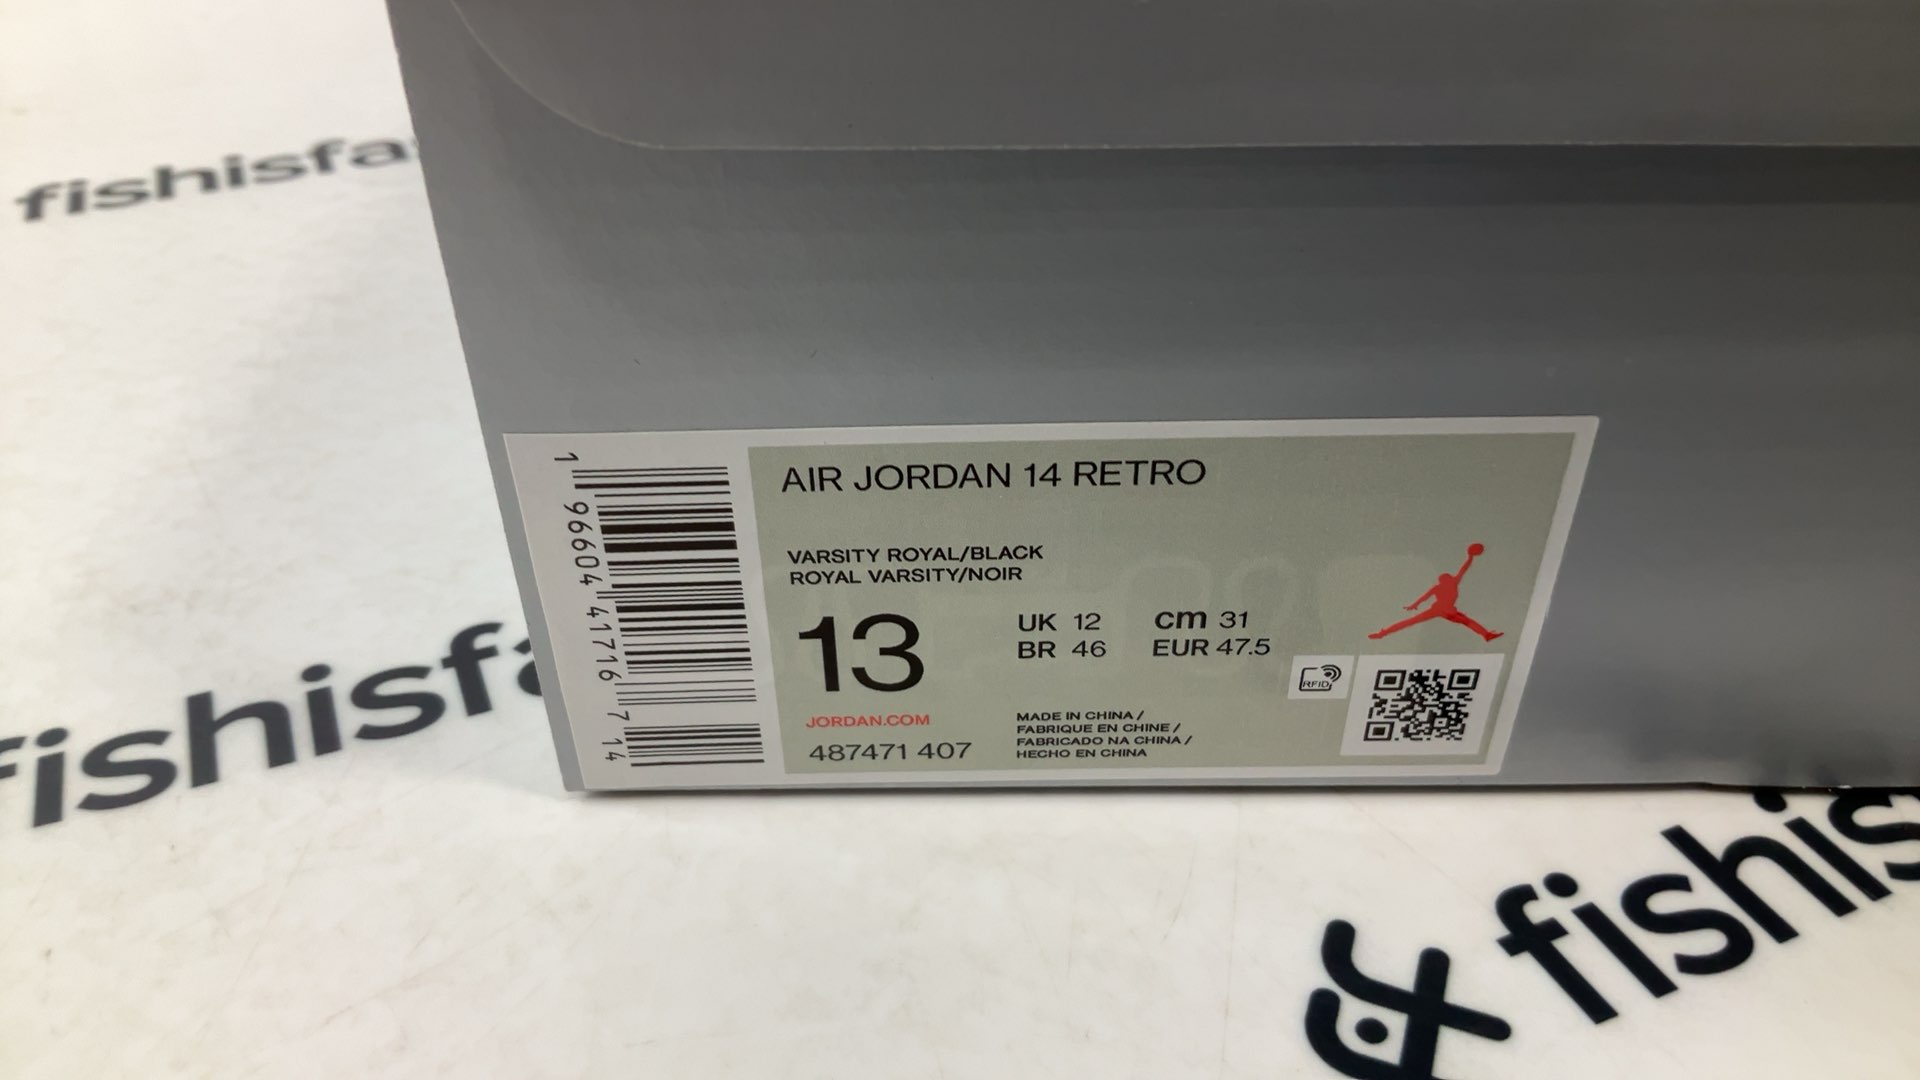 fishisfa
fishisfa
AIR JORDAN 14 RETRO
VARSITY ROYAL/BLACK
ROYAL VARSITY/NOIR
13
UK 12
cm 31
BR 46
EUR 47.5
RFID
JORDAN.COM
487471 407
MADE IN CHINA /
FABRIQUE EN CHINE /
FABRICADO NA CHINA /
HECHO EN CHINA
1 96604 41716 7 14
fishis